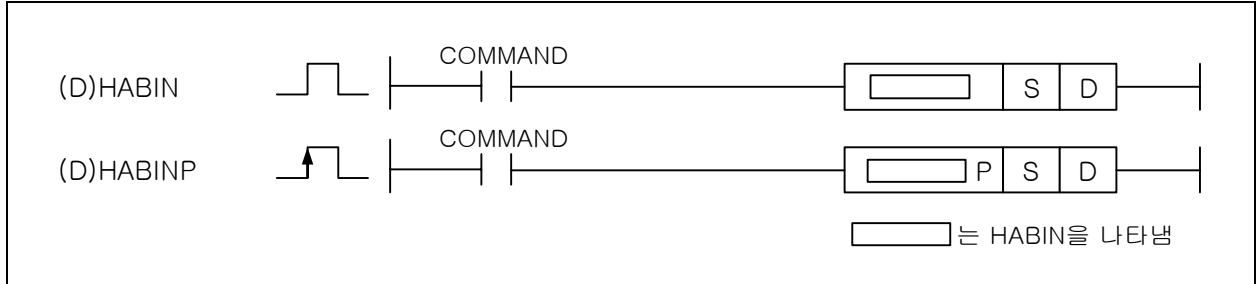 COMMAND
(D)HABIN S D
COMMAND
(D)HABINP P S D
는 HABIN을 나타냄